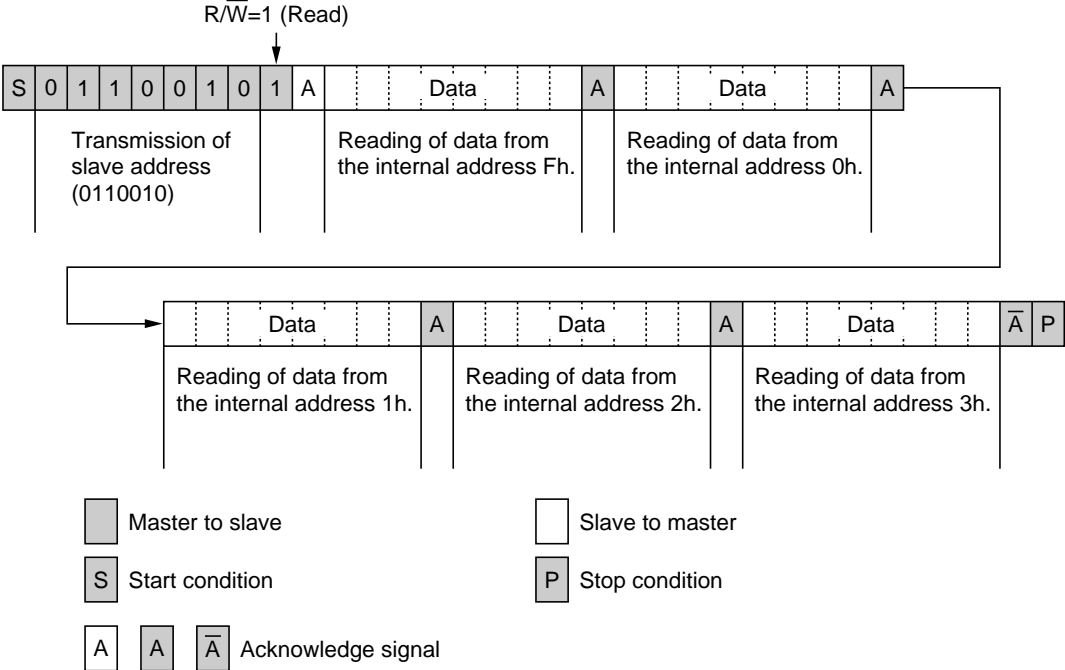 R/W̅=1 (Read)
S 0 1 1 0 0 1 0 1 A Data A Data A
Transmission of
slave address
(0110010)
Reading of data from
the internal address Fh.
Reading of data from
the internal address 0h.
Data A Data A Data A̅ P
Reading of data from
the internal address 1h.
Reading of data from
the internal address 2h.
Reading of data from
the internal address 3h.
Master to slave
Slave to master
S Start condition
P Stop condition
A A A̅ Acknowledge signal